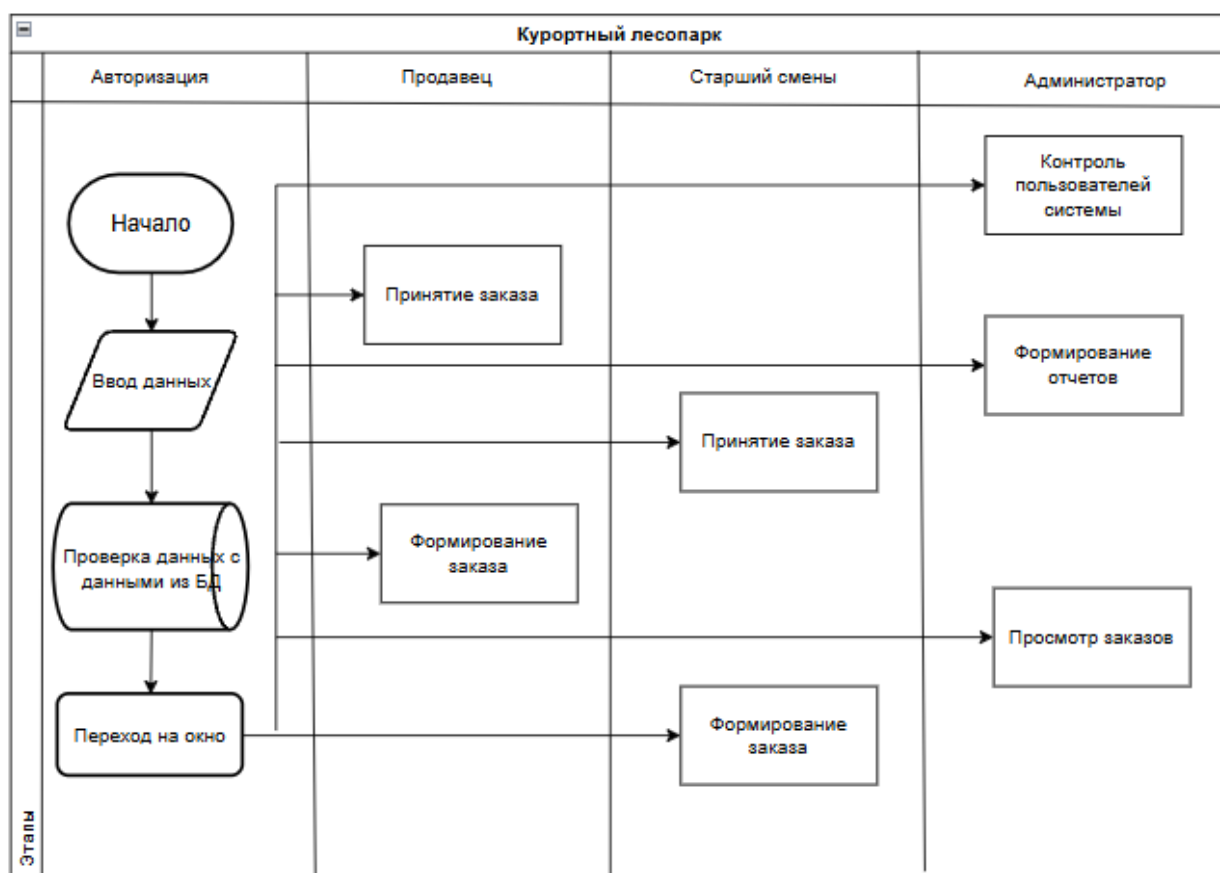 Курортный лесопарк
Авторизация
Продавец
Старший смены
Администратор
Начало
Ввод данных
Проверка данных с
данными из БД
Переход на окно
Принятие заказа
Формирование
заказа
Принятие заказа
Формирование
заказа
Контроль
пользователей
системы
Формирование
отчетов
Просмотр заказов
Этапы